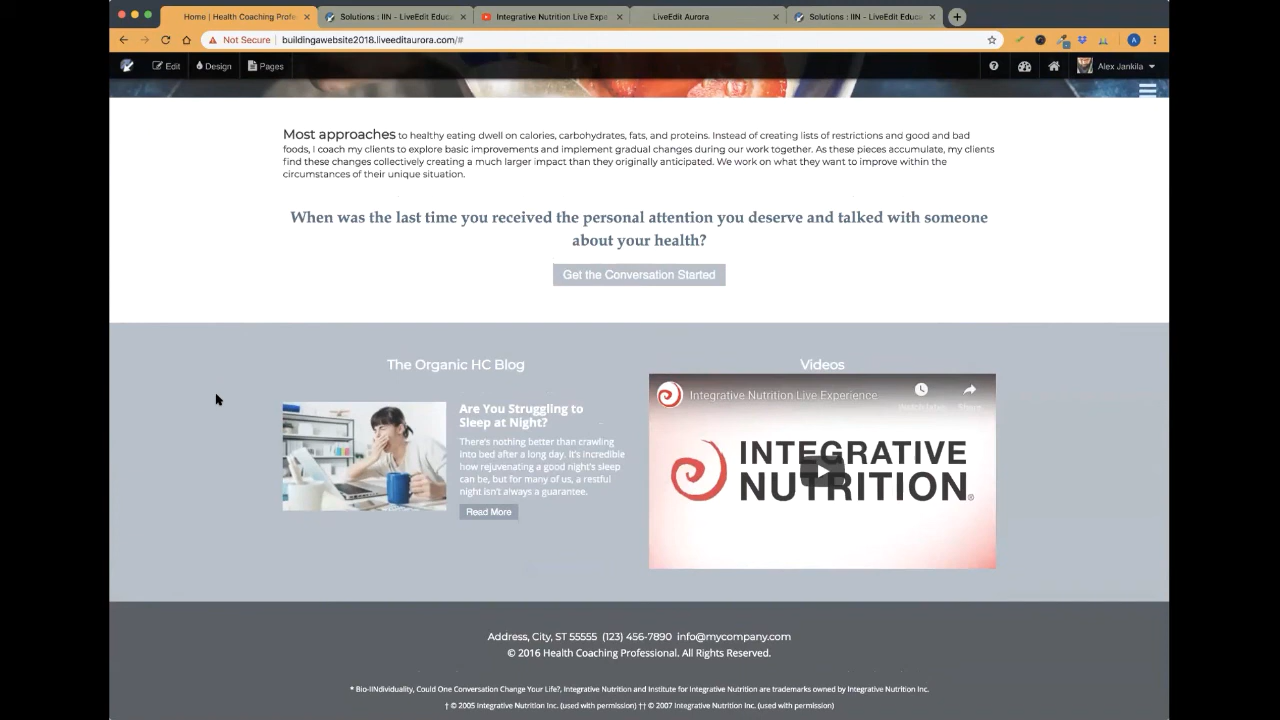 Home | Health Coaching Profe
Solutions : IIN - LiveEdit Educa
Integrative Nutrition Live Expe
LiveEdit Aurora
Solutions : IIN - LiveEdit Educa
Not Secure
buildingawebsite2018.liveeditaurora.com/#
Edit
Design
Pages
Alex Jankila
Most approaches to healthy eating dwell on calories, carbohydrates, fats, and proteins. Instead of creating lists of restrictions and good and bad
foods, I coach my clients to explore basic improvements and implement gradual changes during our work together. As these pieces accumulate, my clients
find these changes collectively creating a much larger impact than they originally anticipated. We work on what they want to improve within the
circumstances of their unique situation.
When was the last time you received the personal attention you deserve and talked with someone
about your health?
Get the Conversation Started
The Organic HC Blog
Are You Struggling to
Sleep at Night?
There's nothing better than crawling
into bed after a long day. It's incredible
how rejuvenating a good night's sleep
can be, but for many of us, a restful
night isn't always a guarantee.
Read More
Videos
Integrative Nutrition Live Experience
INTEGRATIVE
NUTRITION®
Address, City, ST 55555 (123) 456-7890 info@mycompany.com
© 2016 Health Coaching Professional. All Rights Reserved.
* Bio-IINdividuality, Could One Conversation Change Your Life?, Integrative Nutrition and Institute for Integrative Nutrition are trademarks owned by Integrative Nutrition Inc.
† © 2005 Integrative Nutrition Inc. (used with permission) †† © 2007 Integrative Nutrition Inc. (used with permission)